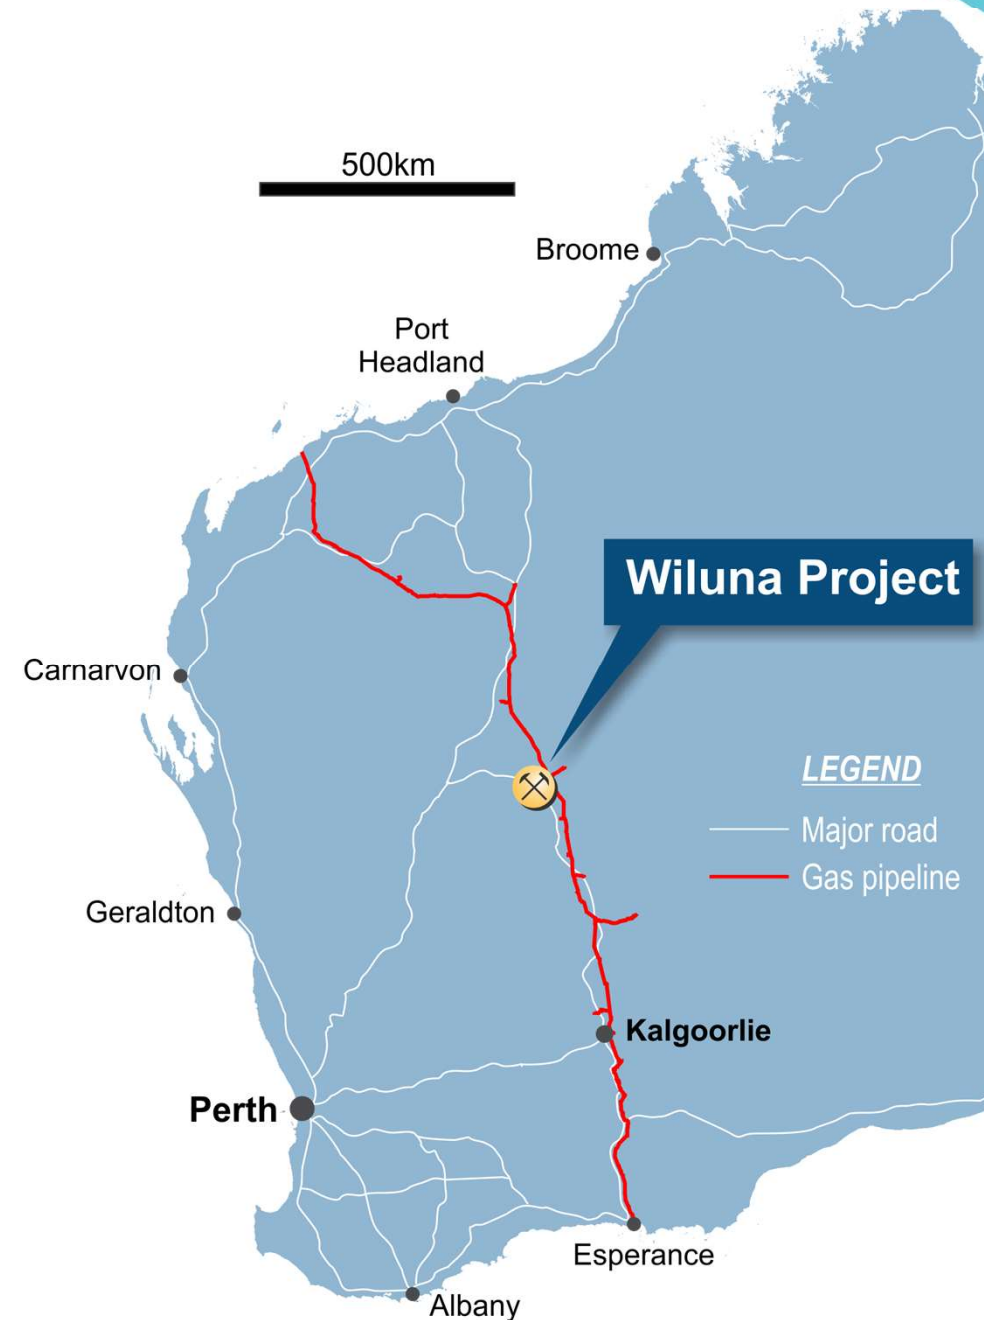 500km
Broome
Port
Headland
Wiluna Project
Carnarvon
LEGEND
Major road
Gas pipeline
Geraldton
Kalgoorlie
Perth
Esperance
Albany